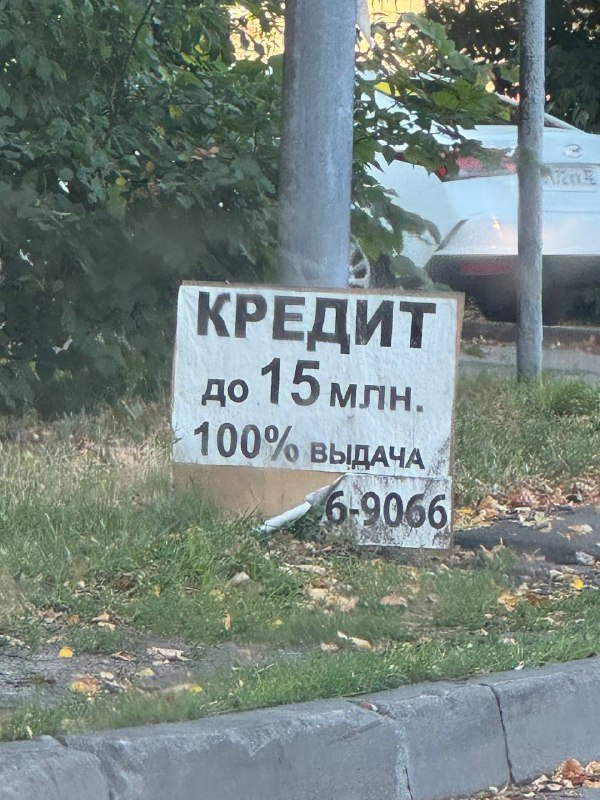 КРЕДИТ
до 15 млн.
100% ВЫДАЧА
6-9066